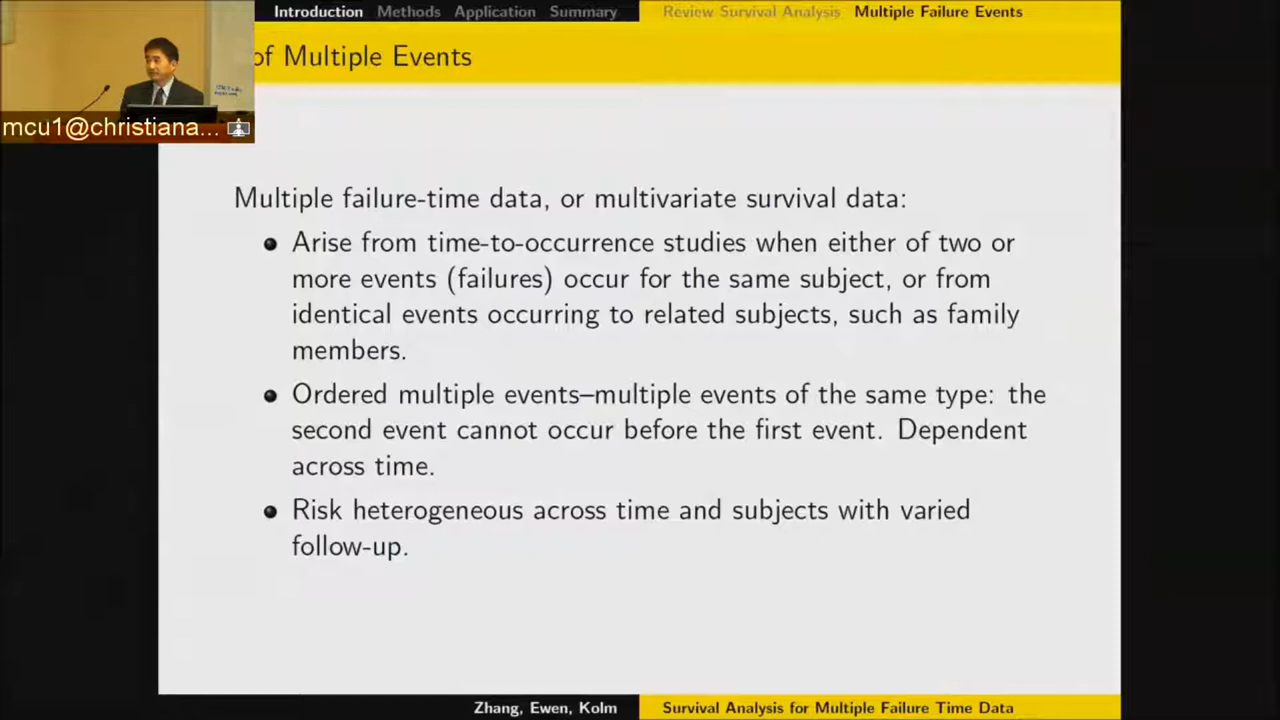 Introduction Methods Application Summary
Review Survival Analysis Multiple Failure Events
of Multiple Events
mcu1@christiana...
Multiple failure-time data, or multivariate survival data:
Arise from time-to-occurrence studies when either of two or
more events (failures) occur for the same subject, or from
identical events occurring to related subjects, such as family
members.
Ordered multiple events–multiple events of the same type: the
second event cannot occur before the first event. Dependent
across time.
Risk heterogeneous across time and subjects with varied
follow-up.
Zhang, Ewen, Kolm
Survival Analysis for Multiple Failure Time Data